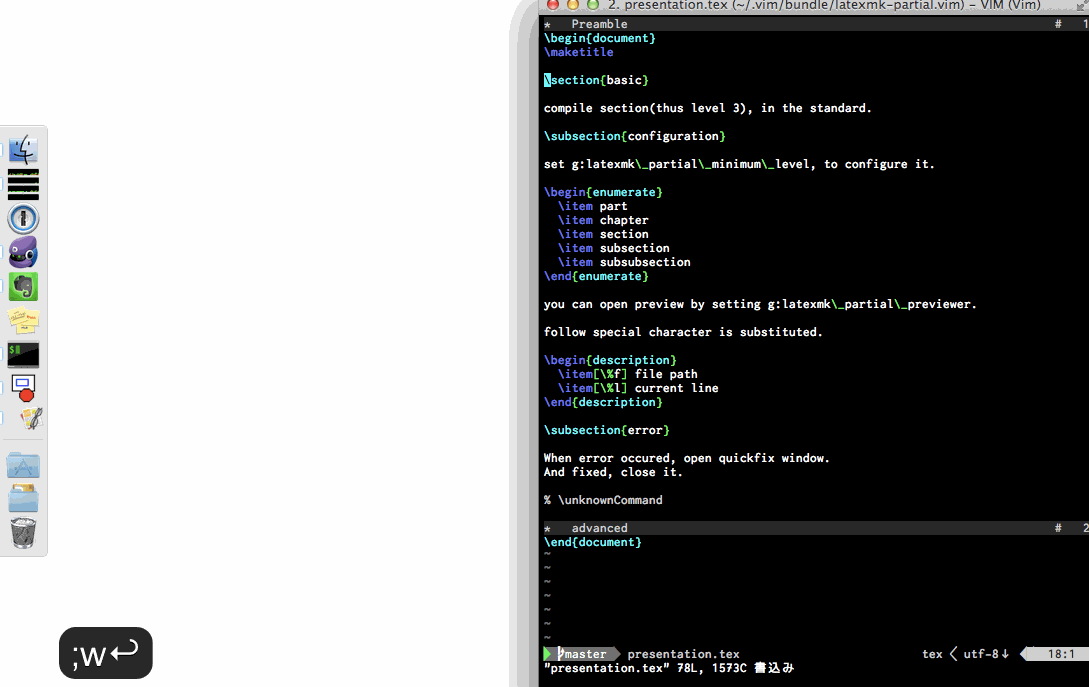 2. presentation.tex (~/.vim/bundle/latexmk-partial.vim) – VIM (Vim)
* Preamble # 1
\begin{document}
\maketitle
\section{basic}
compile section(thus level 3), in the standard.
\subsection{configuration}
set g:latexmk\_partial\_minimum\_level, to configure it.
\begin{enumerate}
\item part
\item chapter
\item section
\item subsection
\item subsubsection
\end{enumerate}
you can open preview by setting g:latexmk\_partial\_previewer.
follow special character is substituted.
\begin{description}
\item[\%f] file path
\item[\%l] current line
\end{description}
\subsection{error}
When error occured, open quickfix window.
And fixed, close it.
% \unknownCommand
* advanced # 2
\end{document}
~
~
~
~
~
~
~
master presentation.tex tex utf-8↓ 18:1
"presentation.tex" 78L, 1573C 書込み
;w↩